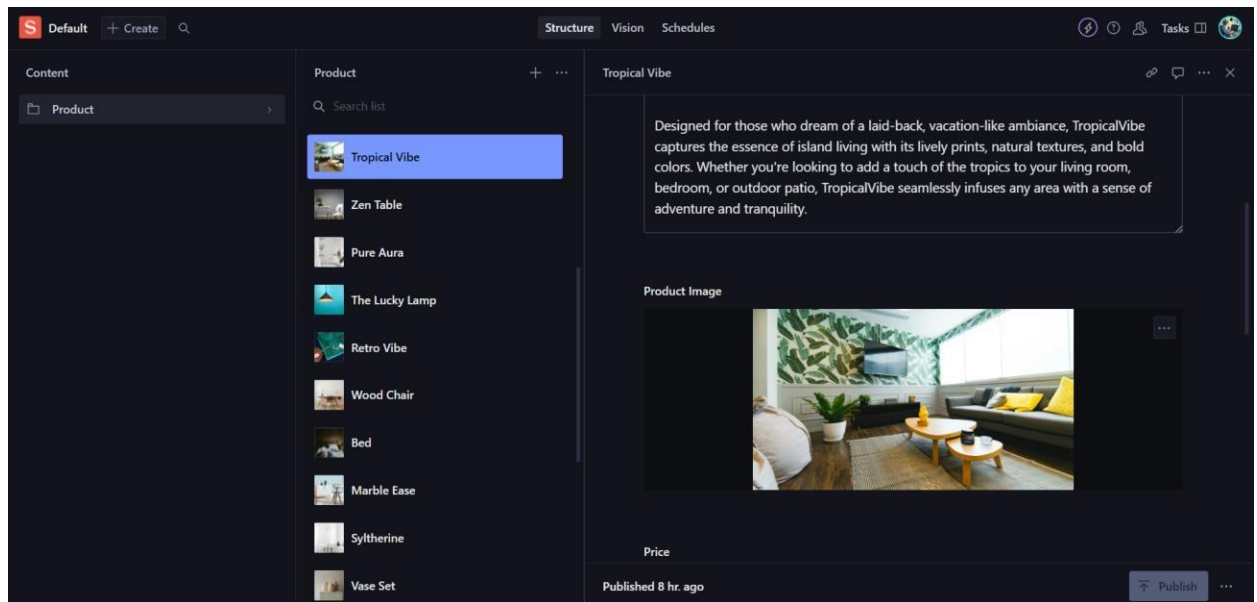 S Default + Create Structure Vision Schedules Tasks
Content
Product
Product
Search list
Tropical Vibe
Zen Table
Pure Aura
The Lucky Lamp
Retro Vibe
Wood Chair
Bed
Marble Ease
Syltherine
Vase Set
Tropical Vibe
Designed for those who dream of a laid-back, vacation-like ambiance, TropicalVibe
captures the essence of island living with its lively prints, natural textures, and bold
colors. Whether you're looking to add a touch of the tropics to your living room,
bedroom, or outdoor patio, TropicalVibe seamlessly infuses any area with a sense of
adventure and tranquility.
Product Image
Price
Published 8 hr. ago Publish